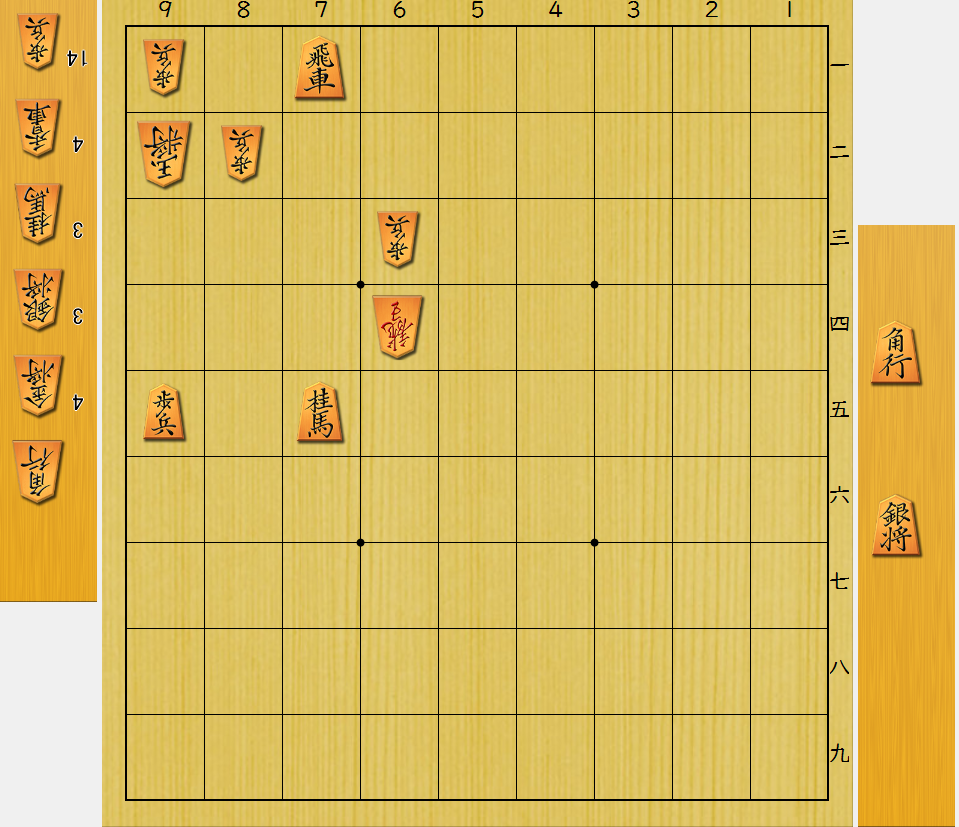 9 8 7 6 5 4 3 2 1
歩兵 14
香車 4
桂馬 3
銀将 3
金将 4
角行
歩兵 飛車 一
玉将 歩兵 二
歩兵 三
龍王 四
歩兵 桂馬 五
六
七
八
九
角行
銀将